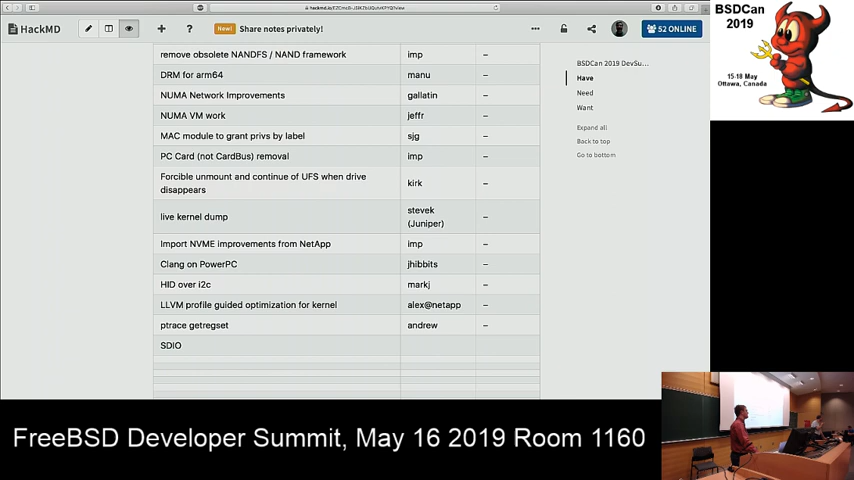 HackMD
New!
Share notes privately!
52 ONLINE
remove obsolete NANDFS / NAND framework imp –
DRM for arm64 manu –
NUMA Network Improvements gallatin –
NUMA VM work jeffr –
MAC module to grant privs by label sjg –
PC Card (not CardBus) removal imp –
Forcible unmount and continue of UFS when drive
disappears kirk –
live kernel dump stevek
(Juniper) –
Import NVME improvements from NetApp imp –
Clang on PowerPC jhibbits –
HID over i2c markj –
LLVM profile guided optimization for kernel alex@netapp –
ptrace getregset andrew –
SDIO
BSDCan 2019 DevSu...
Have
Need
Want
Expand all
Back to top
Go to bottom
BSDCan
2019
15-18 May
Ottawa, Canada
FreeBSD Developer Summit, May 16 2019 Room 1160